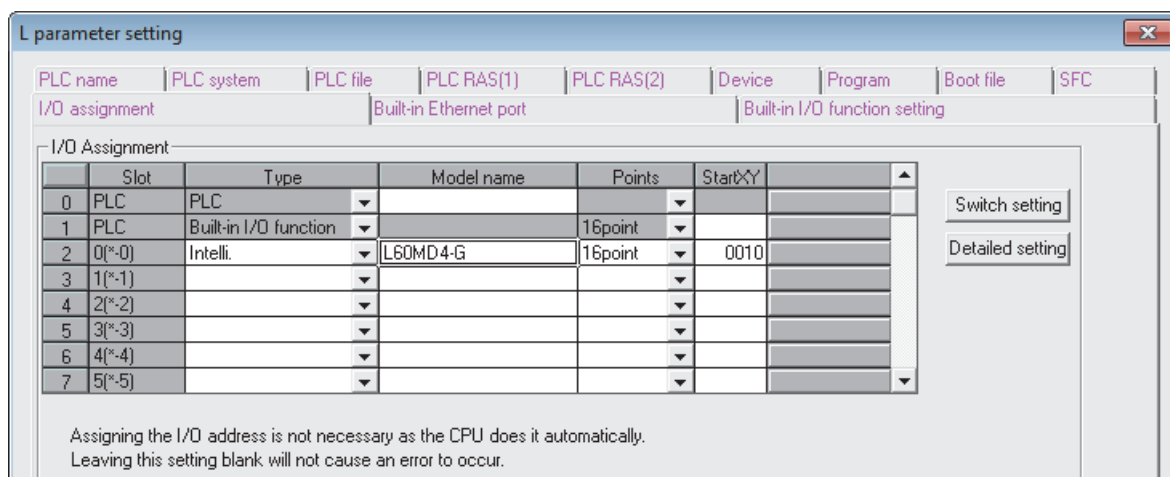 L parameter setting
PLC name PLC system PLC file PLC RAS(1) PLC RAS(2) Device Program Boot file SFC
I/O assignment Built-in Ethernet port Built-in I/O function setting
I/O Assignment
Slot Type Model name Points StartXY
0 PLC PLC
1 PLC Built-in I/O function 16point
2 0(*-0) Intelli. L60MD4-G 16point 0010
3 1(*-1)
4 2(*-2)
5 3(*-3)
6 4(*-4)
7 5(*-5)
Switch setting
Detailed setting
Assigning the I/O address is not necessary as the CPU does it automatically.
Leaving this setting blank will not cause an error to occur.